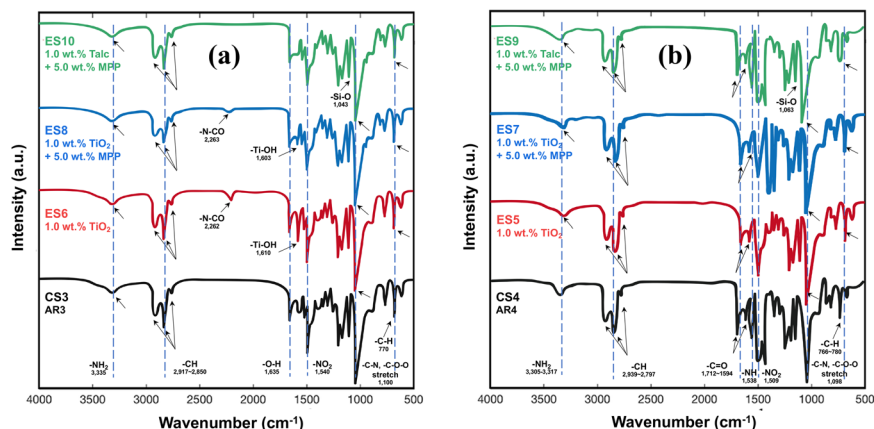 (a)
ES10
1.0 wt.% Talc
+ 5.0 wt.% MPP
-Si-O
1,043
ES8
1.0 wt.% TiO2
+ 5.0 wt.% MPP
-N-CO
2,263
-Ti-OH
1,603
ES6
1.0 wt.% TiO2
-N-CO
2,262
-Ti-OH
1,610
CS3
AR3
-C-H
770
-NH2
3,335
-CH
2,917~2,850
-O-H
1,635
-NO2
1,540
-C-N, -C-O-O
stretch
1,100
Intensity (a.u.)
4000 3500 3000 2500 2000 1500 1000 500
Wavenumber (cm-1)
(b)
ES9
1.0 wt.% Talc
+ 5.0 wt.% MPP
-Si-O
1,063
ES7
1.0 wt.% TiO2
+ 5.0 wt.% MPP
ES5
1.0 wt.% TiO2
CS4
AR4
-C-H
766~780
-NH2
3,305-3,317
-CH
2,939~2,797
-C=O
1,712~1594
-NH
1,538
-NO2
1,509
-C-N, -C-O-O
stretch
1,098
Intensity (a.u.)
4000 3500 3000 2500 2000 1500 1000 500
Wavenumber (cm-1)